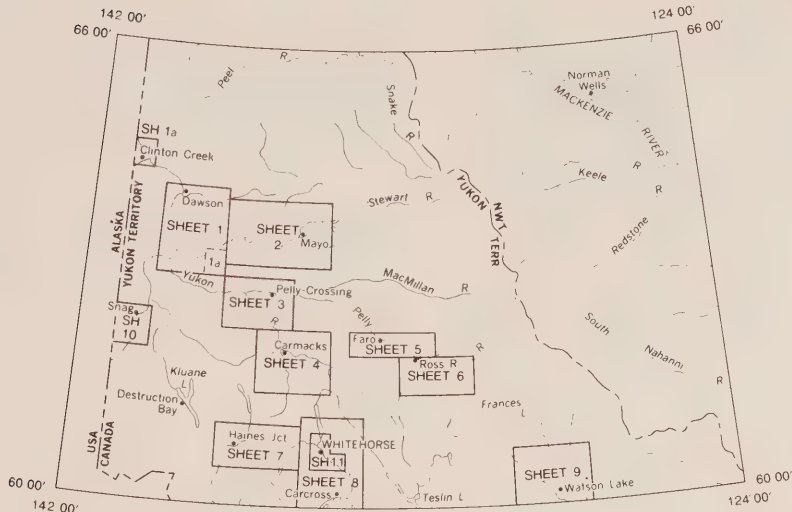 142 00'
124 00'
66 00'
66 00'
R
Peel
Snake
R
Norman
Wells
MACKENZIE
RIVER
R
R
SH 1a
Clinton Creek
Keele
Dawson
Stewart R
YUKON
NWT
TERR
Redstone
ALASKA
YUKON TERRITORY
SHEET 1
SHEET
2
Mayo
1a
Yukon
MacMillan
R
Pelly-Crossing
SHEET 3
Snag
SH
10
R
Pelly
South
Nahanni
R
Carmacks
SHEET 4
Faro
SHEET 5
R
Ross R
SHEET 6
Kluane
L
Destruction
Bay
Frances
L
USA
CANADA
Haines Jct
SHEET 7
WHITEHORSE
SH 11
SHEET 8
Carcross
Teslin L
SHEET 9
Watson Lake
60 00'
60 00'
142 00'
124 00'